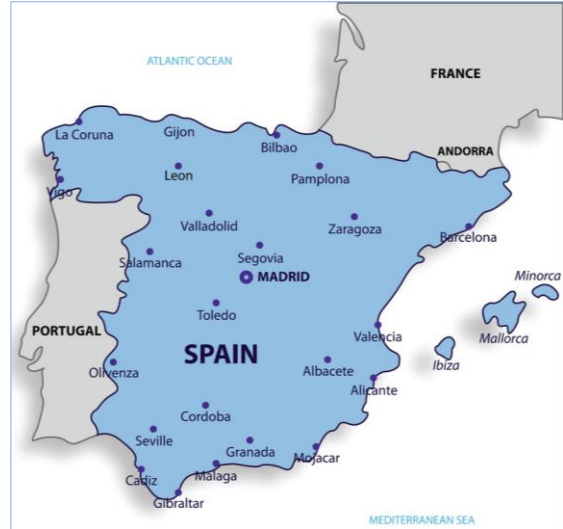 ATLANTIC OCEAN
FRANCE
La Coruna
Gijon
Bilbao
ANDORRA
Leon
Pamplona
Vigo
Valladolid
Zaragoza
Barcelona
Salamanca
Segovia
MADRID
Minorca
Toledo
PORTUGAL
Valencia
Mallorca
SPAIN
Ibiza
Olivenza
Albacete
Alicante
Cordoba
Seville
Granada
Mojacar
Cadiz
Malaga
Gibraltar
MEDITERRANEAN SEA